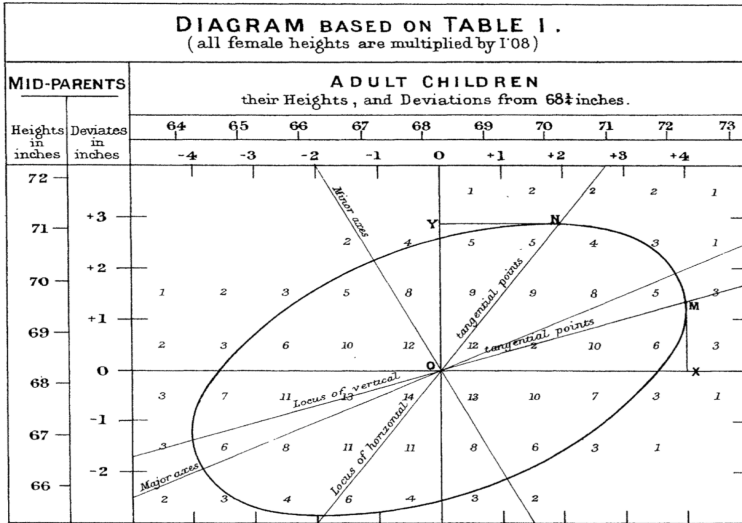 DIAGRAM BASED ON TABLE I.
(all female heights are multiplied by 1·08)
MID-PARENTS
ADULT CHILDREN
their Heights, and Deviations from 68¼ inches.
Heights in inches
Deviates in inches
64 65 66 67 68 69 70 71 72 73
-4 -3 -2 -1 0 +1 +2 +3 +4
72
1 2 2 2 1
Minor axes
+3
Y N
71
2 4 5 5 4 3 1
+2
70
1 2 3 5 8 9 9 8 5 3
tangential points
M
+1
69
2 3 6 10 12 12 2 10 6 3
tangential points
0
O
X
68
3 7 11 13 14 13 10 7 3 1
Locus of vertical
-1
67
3 6 8 11 11 8 6 3 1
Locus of horizontal
Major axes
-2
66
2 3 4 6 4 3 2